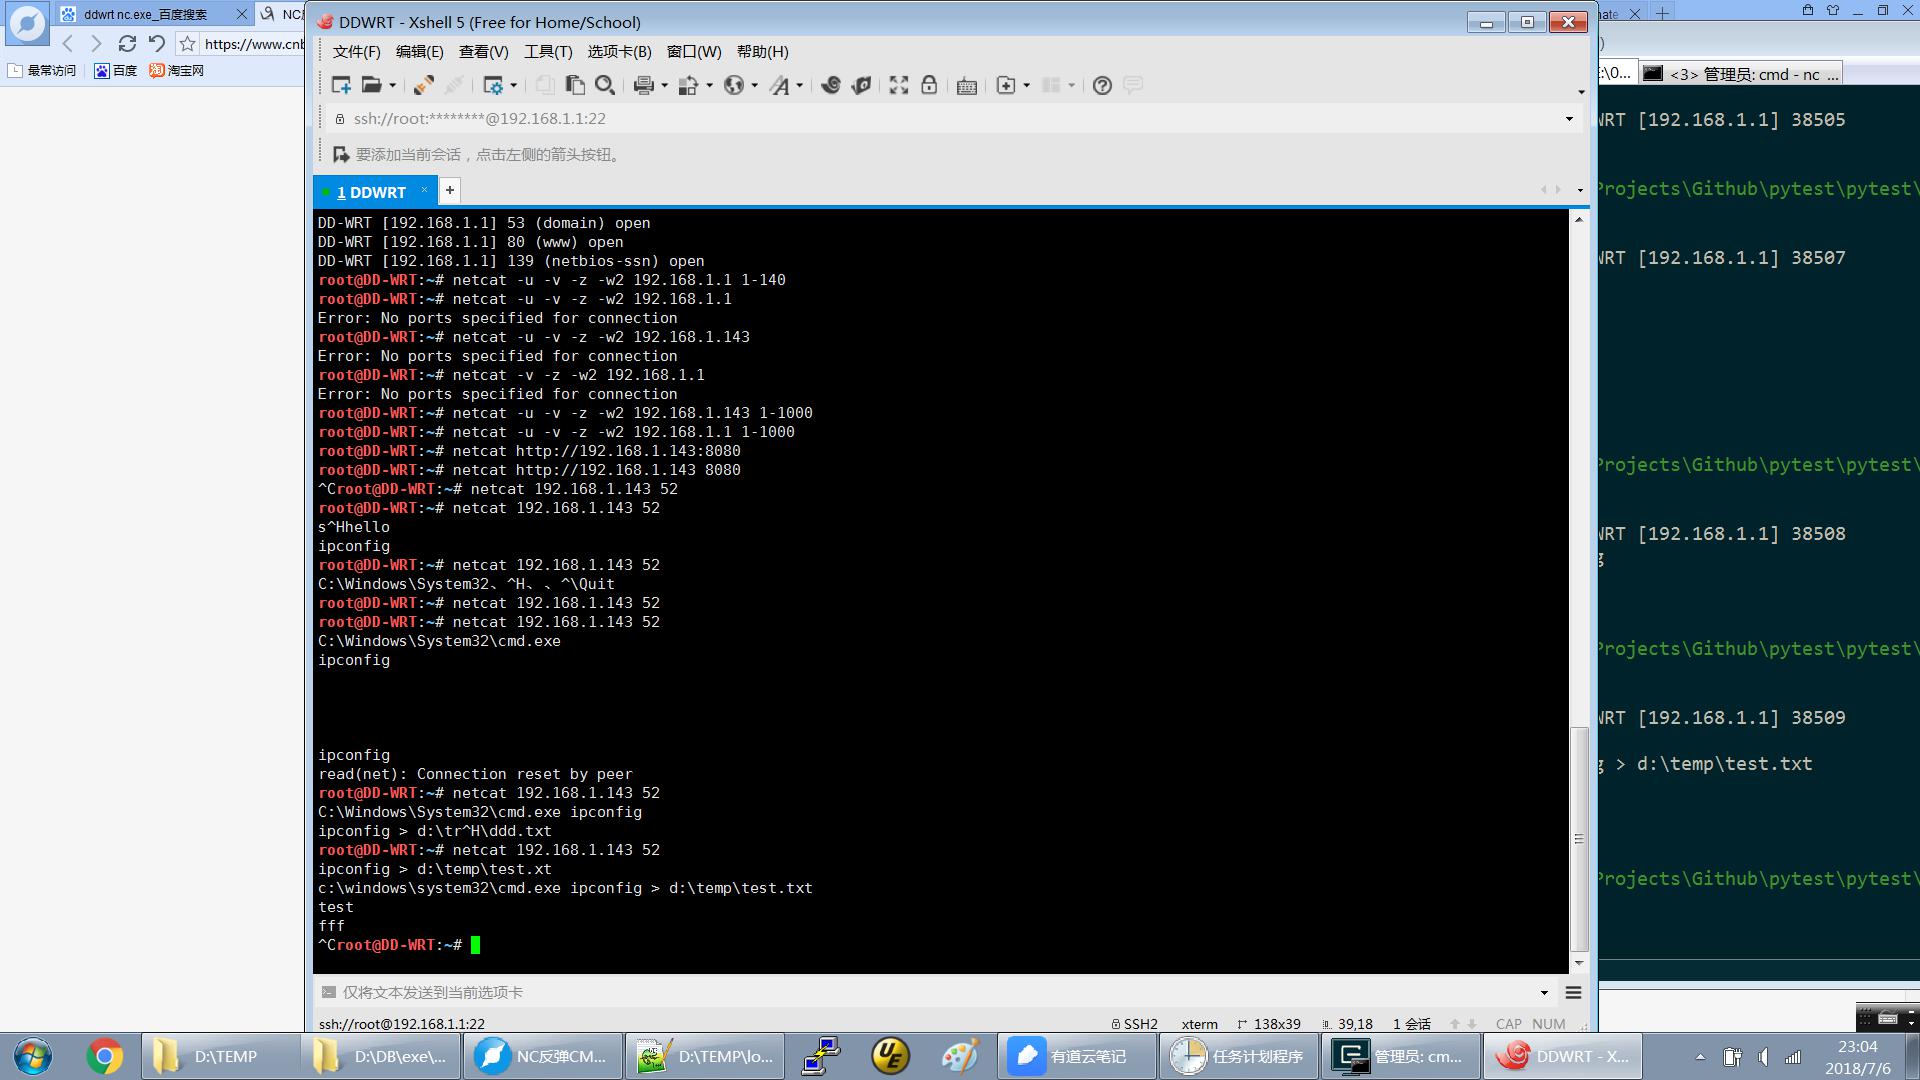 ddwrt nc.exe_百度搜索
NC反
https://www.cnb
最常访问
百度
淘宝网
DDWRT - Xshell 5 (Free for Home/School)
文件(F) 编辑(E) 查看(V) 工具(T) 选项卡(B) 窗口(W) 帮助(H)
ssh://root:********@192.168.1.1:22
要添加当前会话，点击左侧的箭头按钮。
1 DDWRT
DD-WRT [192.168.1.1] 53 (domain) open
DD-WRT [192.168.1.1] 80 (www) open
DD-WRT [192.168.1.1] 139 (netbios-ssn) open
root@DD-WRT:~# netcat -u -v -z -w2 192.168.1.1 1-140
root@DD-WRT:~# netcat -u -v -z -w2 192.168.1.1
Error: No ports specified for connection
root@DD-WRT:~# netcat -u -v -z -w2 192.168.1.143
Error: No ports specified for connection
root@DD-WRT:~# netcat -v -z -w2 192.168.1.1
Error: No ports specified for connection
root@DD-WRT:~# netcat -u -v -z -w2 192.168.1.143 1-1000
root@DD-WRT:~# netcat -u -v -z -w2 192.168.1.1 1-1000
root@DD-WRT:~# netcat http://192.168.1.143:8080
root@DD-WRT:~# netcat http://192.168.1.143 8080
^Croot@DD-WRT:~# netcat 192.168.1.143 52
root@DD-WRT:~# netcat 192.168.1.143 52
s^Hhello
ipconfig
root@DD-WRT:~# netcat 192.168.1.143 52
C:\Windows\System32、^H、、^\Quit
root@DD-WRT:~# netcat 192.168.1.143 52
root@DD-WRT:~# netcat 192.168.1.143 52
C:\Windows\System32\cmd.exe
ipconfig
ipconfig
read(net): Connection reset by peer
root@DD-WRT:~# netcat 192.168.1.143 52
C:\Windows\System32\cmd.exe ipconfig
ipconfig > d:\tr^H\ddd.txt
root@DD-WRT:~# netcat 192.168.1.143 52
ipconfig > d:\temp\test.xt
c:\windows\system32\cmd.exe ipconfig > d:\temp\test.txt
test
fff
^Croot@DD-WRT:~#
仅将文本发送到当前选项卡
ssh://root@192.168.1.1:22
SSH2 xterm 138x39 39,18 1 会话 CAP NUM
nate
E:\0...
<3> 管理员: cmd - nc ...
WRT [192.168.1.1] 38505
Projects\Github\pytest\pytest\
WRT [192.168.1.1] 38507
Projects\Github\pytest\pytest\
WRT [192.168.1.1] 38508
g
Projects\Github\pytest\pytest\
WRT [192.168.1.1] 38509
g > d:\temp\test.txt
Projects\Github\pytest\pytest\
D:\TEMP
D:\DB\exe\...
NC反弹CM...
D:\TEMP\lo...
有道云笔记
任务计划程序
管理员: cm...
DDWRT - X...
23:04
2018/7/6